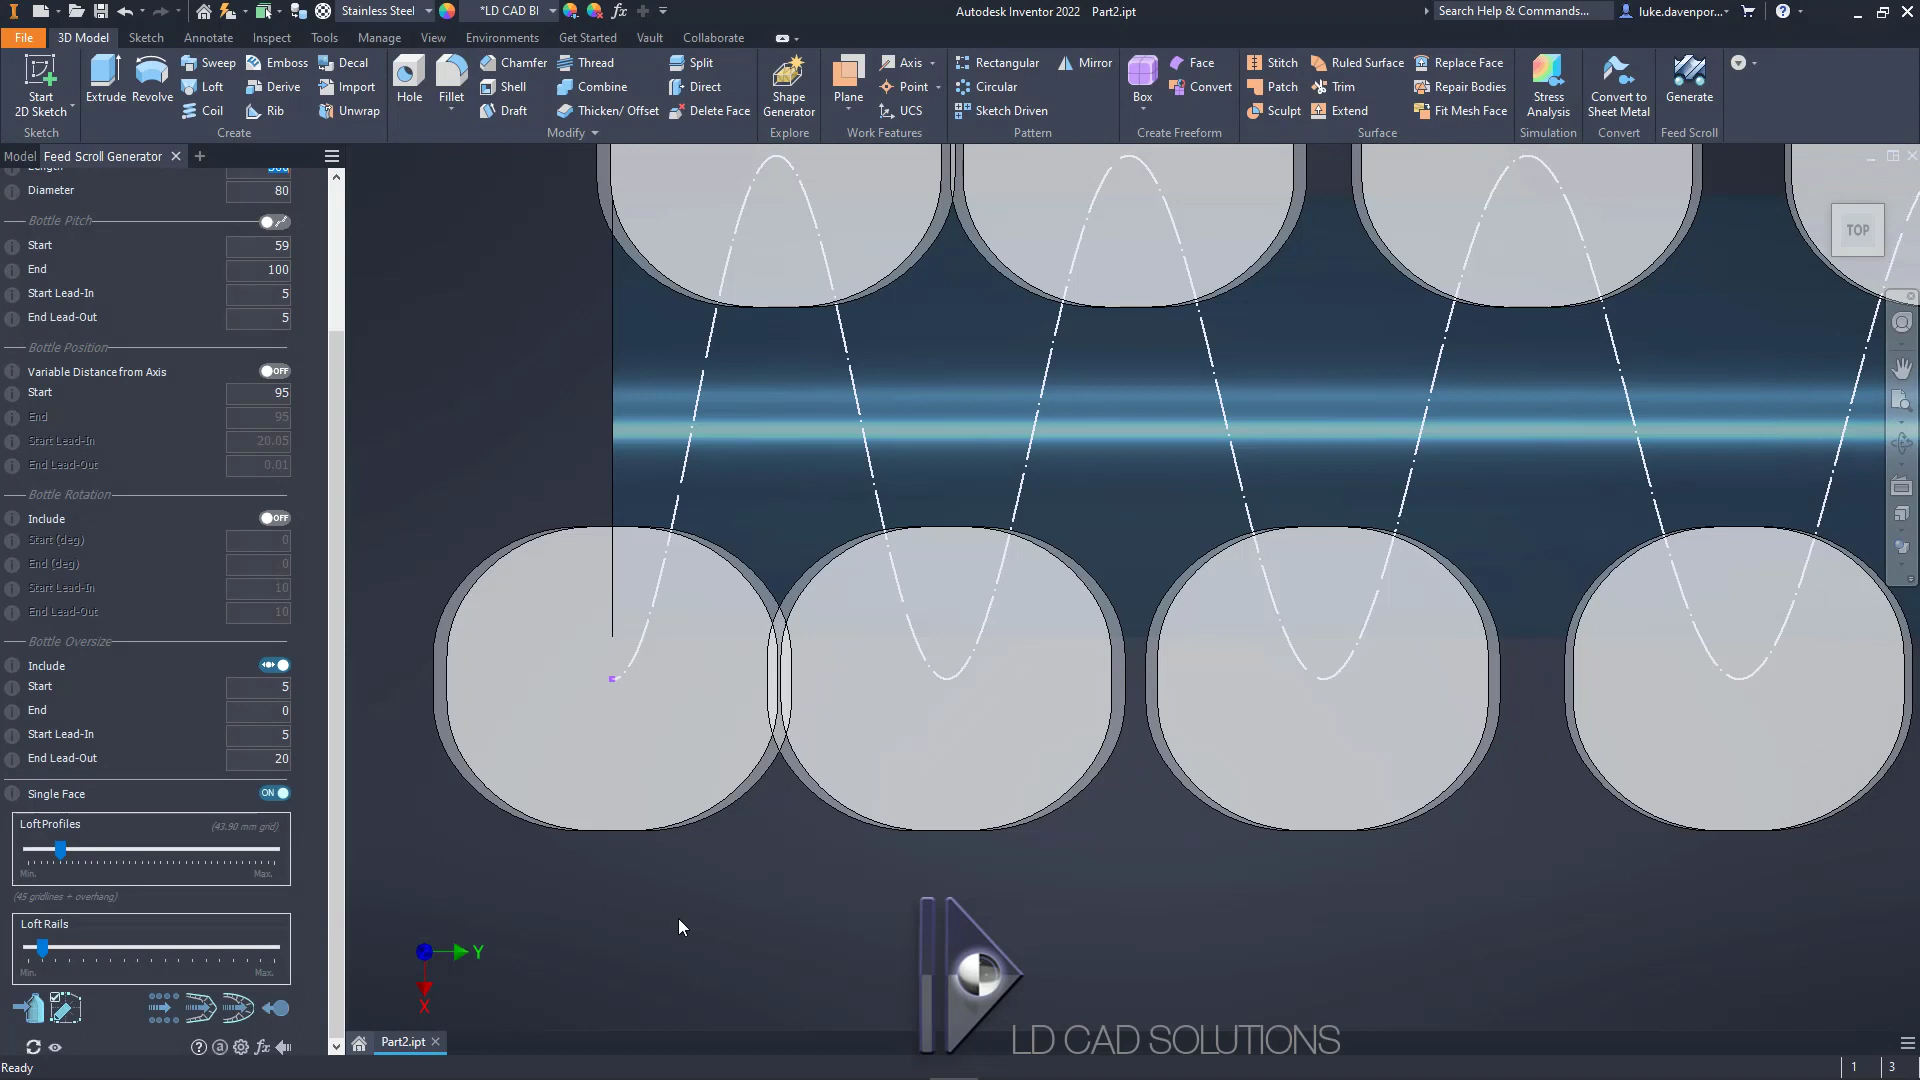 Stainless Steel
*LD CAD Bl
fx
Autodesk Inventor 2022 Part2.ipt
Search Help & Commands...
luke.davenpor...
File
3D Model
Sketch
Annotate
Inspect
Tools
Manage
View
Environments
Get Started
Vault
Collaborate
Start
2D Sketch
Extrude
Revolve
Sweep
Emboss
Decal
Loft
Derive
Import
Coil
Rib
Unwrap
Hole
Fillet
Chamfer
Thread
Split
Shell
Combine
Direct
Draft
Thicken/ Offset
Delete Face
Shape
Generator
Plane
Axis
Point
UCS
Rectangular
Mirror
Circular
Sketch Driven
Box
Face
Convert
Stitch
Ruled Surface
Replace Face
Patch
Trim
Repair Bodies
Sculpt
Extend
Fit Mesh Face
Stress
Analysis
Convert to
Sheet Metal
Generate
Sketch
Create
Modify
Explore
Work Features
Pattern
Create Freeform
Surface
Simulation
Convert
Feed Scroll
Model
Feed Scroll Generator
Length 500
Diameter 80
Bottle Pitch
Start 59
End 100
Start Lead-In 5
End Lead-Out 5
Bottle Position
Variable Distance from Axis OFF
Start 95
End 95
Start Lead-In 20.05
End Lead-Out 0.01
Bottle Rotation
Include OFF
Start (deg) 0
End (deg) 0
Start Lead-In 10
End Lead-Out 10
Bottle Oversize
Include
Start 5
End 0
Start Lead-In 5
End Lead-Out 20
Single Face ON
Loft Profiles (43.90 mm grid)
Min. Max.
(45 gridlines + overhang)
Loft Rails
Min. Max.
fx
TOP
Y
X
LD CAD SOLUTIONS
Part2.ipt
Ready
1 3